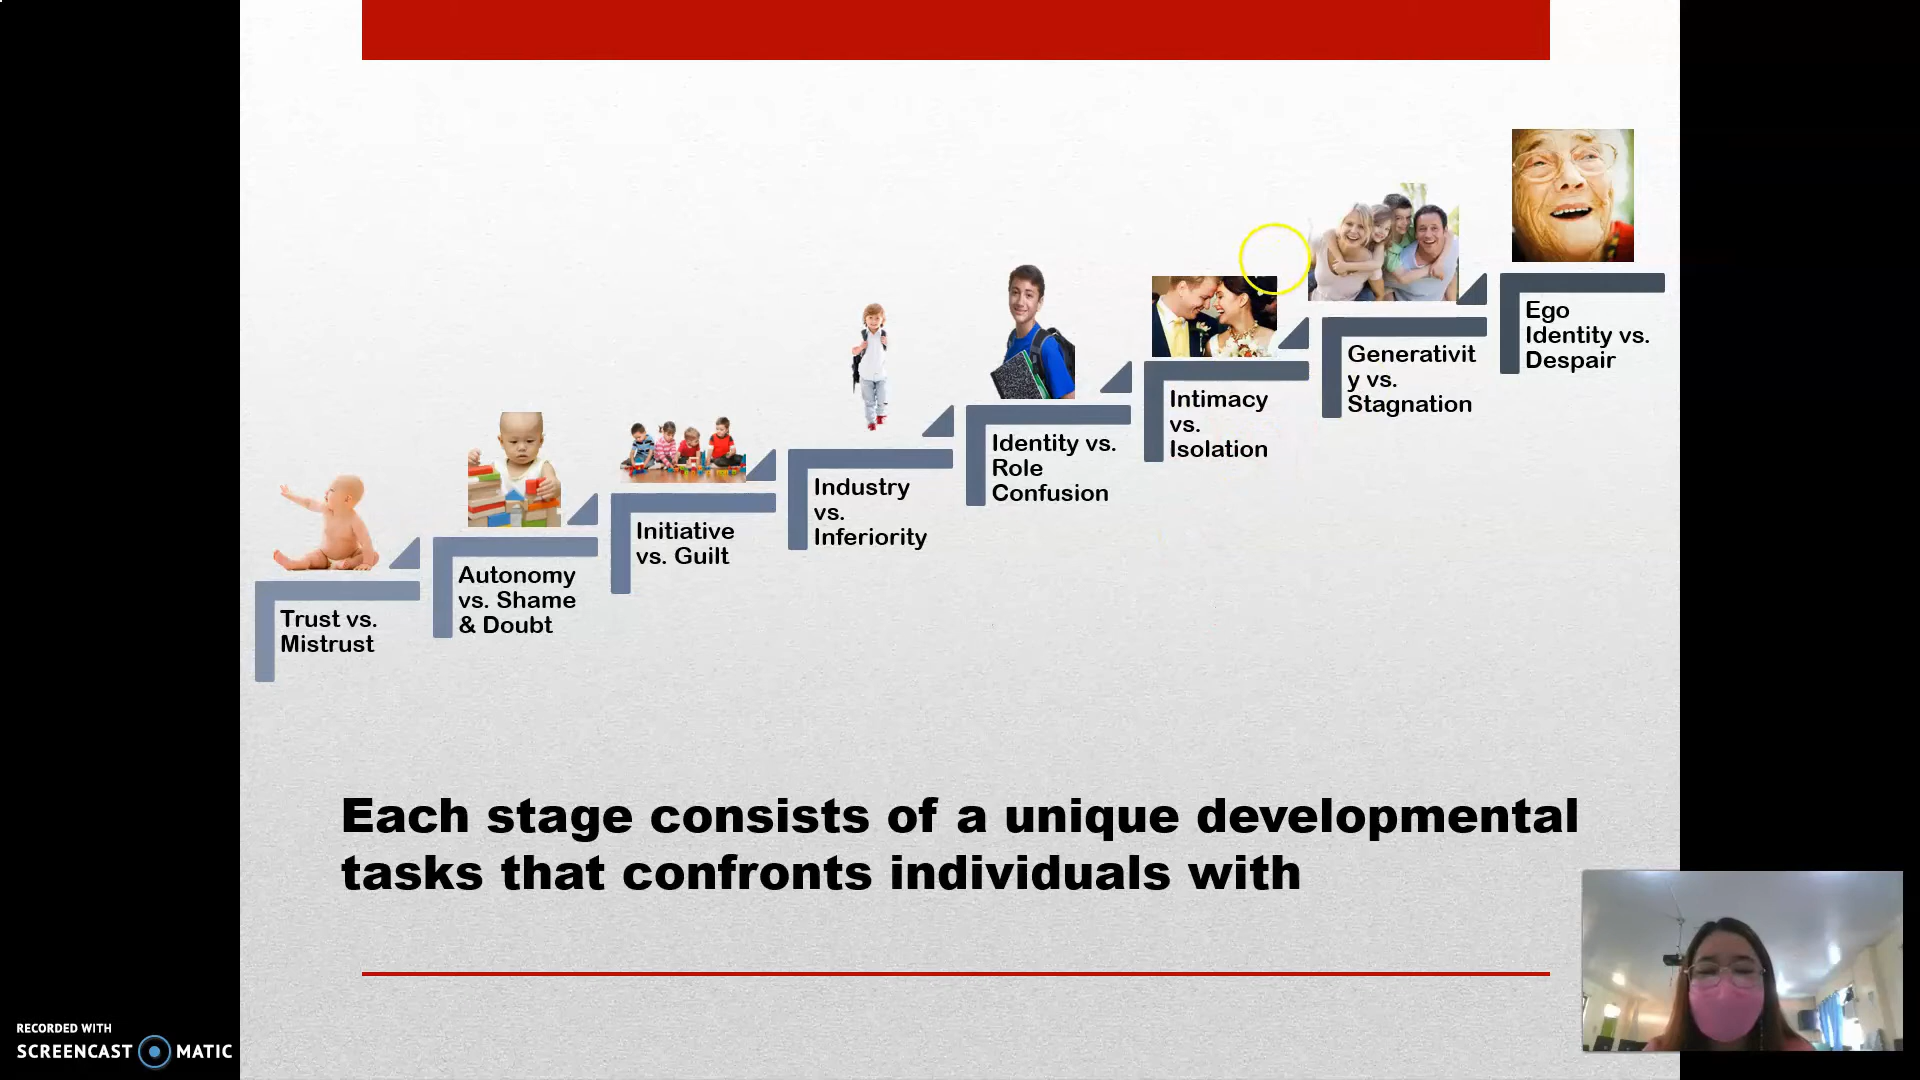 Ego
Identity vs.
Despair
Generativit
y vs.
Stagnation
Intimacy
vs.
Isolation
Identity vs.
Role
Confusion
Industry
vs.
Inferiority
Initiative
vs. Guilt
Autonomy
vs. Shame
& Doubt
Trust vs.
Mistrust
Each stage consists of a unique developmental
tasks that confronts individuals with
RECORDED WITH
SCREENCAST MATIC